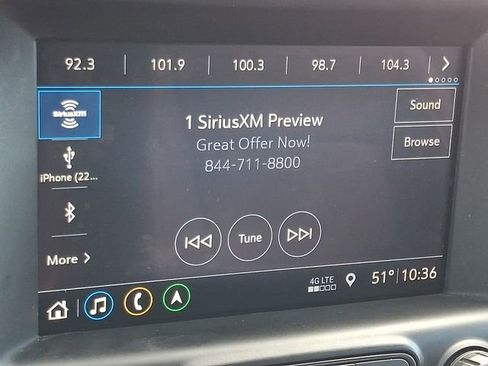 92.3 101.9 100.3 98.7 104.3
SiriusXM
1 SiriusXM Preview
Great Offer Now!
844-711-8800
Sound
Browse
iPhone (22...
More
Tune
4G LTE
51° 10:36